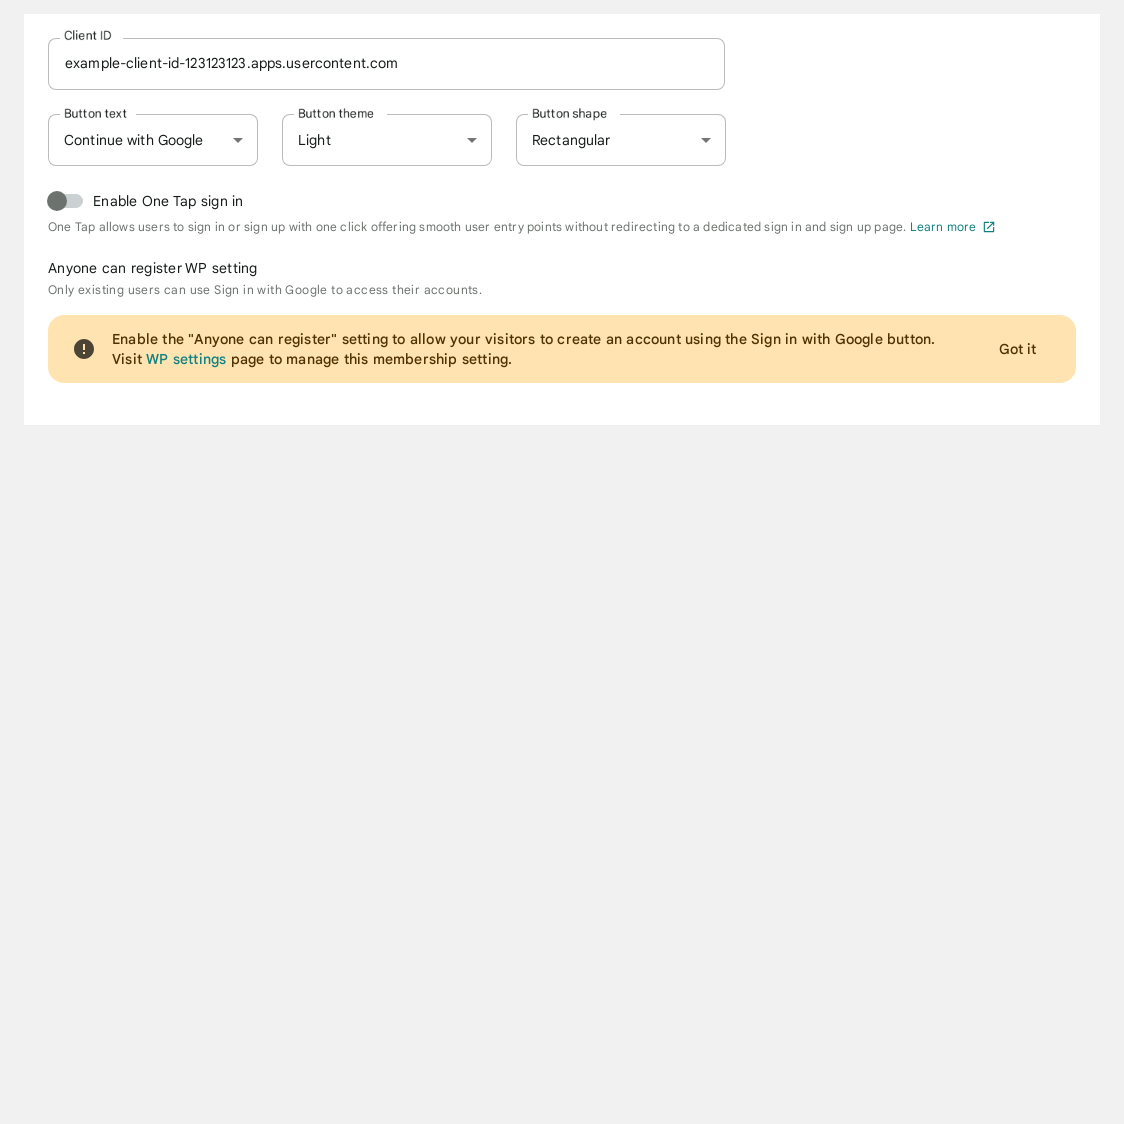 Client ID
example-client-id-123123123.apps.usercontent.com
Button text
Continue with Google
Button theme
Light
Button shape
Rectangular
Enable One Tap sign in
One Tap allows users to sign in or sign up with one click offering smooth user entry points without redirecting to a dedicated sign in and sign up page. Learn more
Anyone can register WP setting
Only existing users can use Sign in with Google to access their accounts.
Enable the "Anyone can register" setting to allow your visitors to create an account using the Sign in with Google button.
Visit WP settings page to manage this membership setting.
Got it